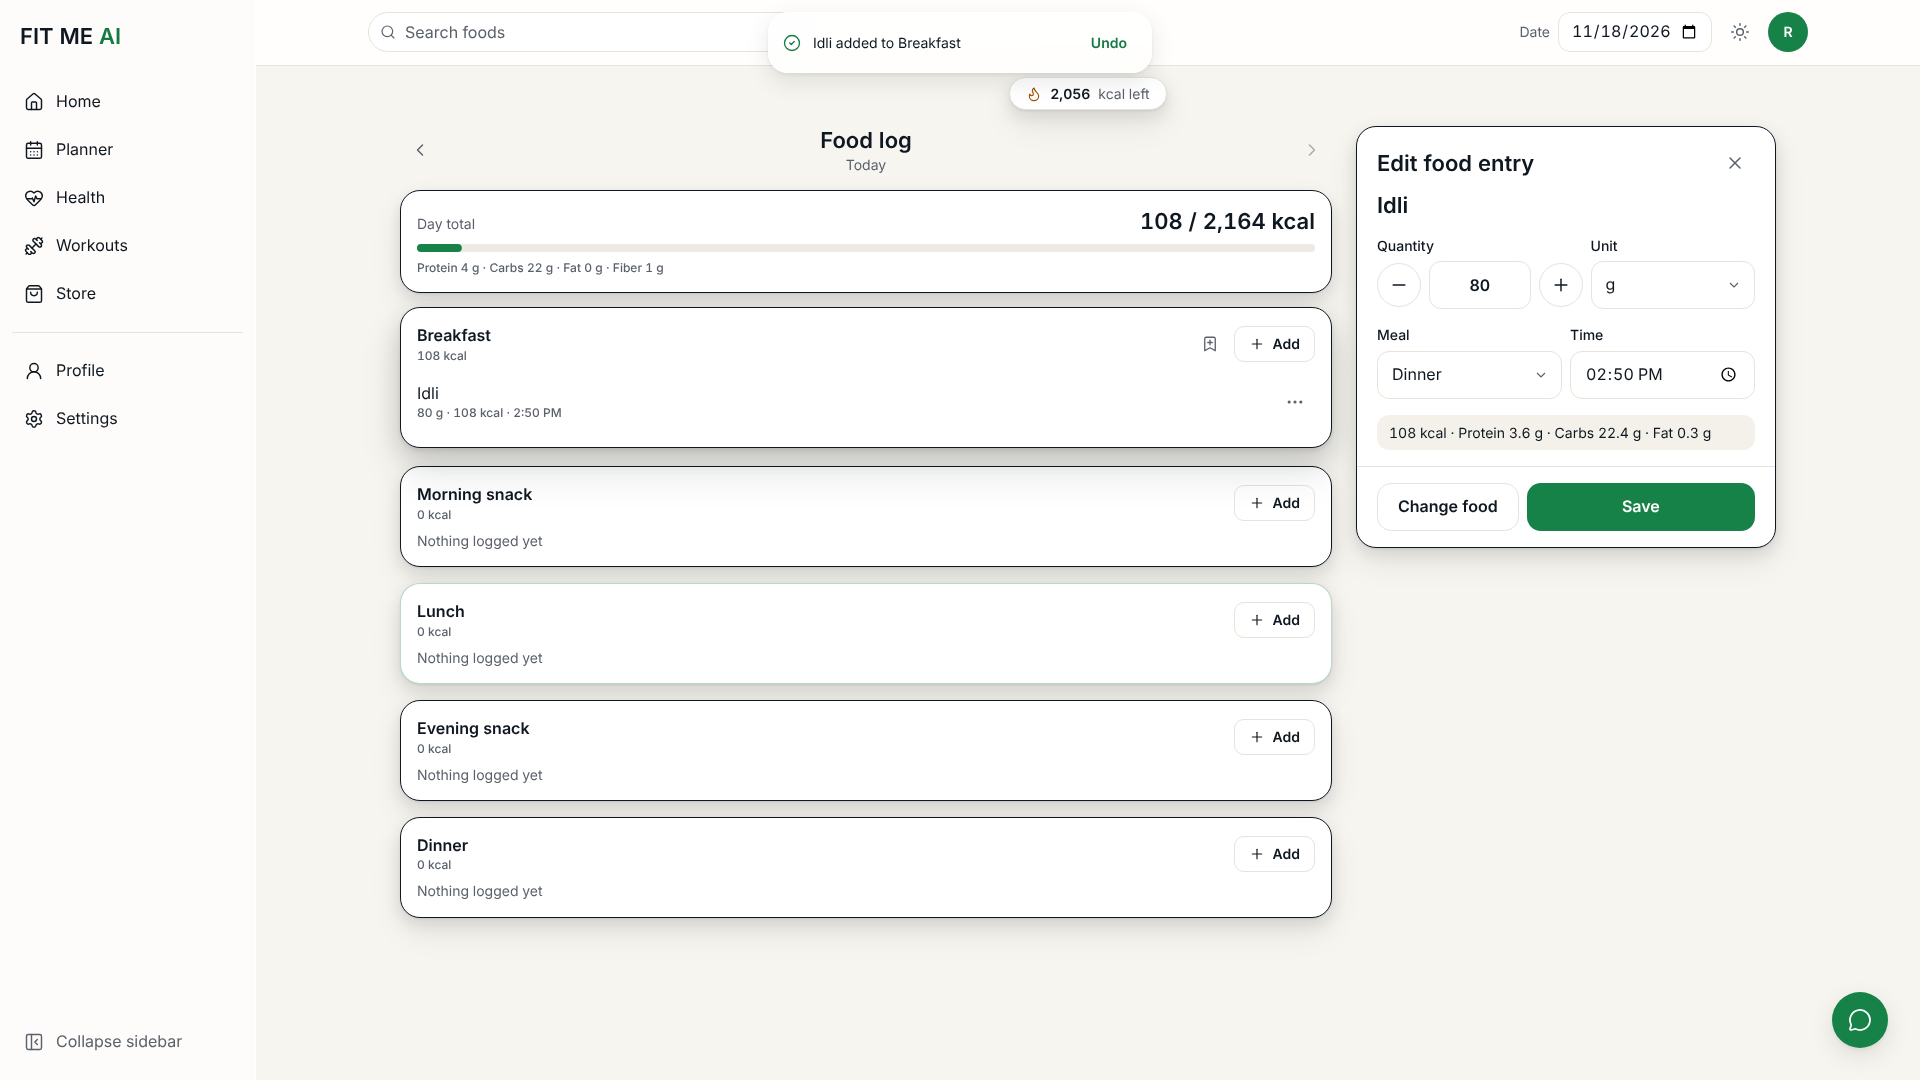 FIT ME AI
Home
Planner
Health
Workouts
Store
Profile
Settings
Collapse sidebar
Search foods
Idli added to Breakfast
Undo
Date
11/18/2026
R
2,056 kcal left
Food log
Today
Day total
108 / 2,164 kcal
Protein 4 g · Carbs 22 g · Fat 0 g · Fiber 1 g
Breakfast
108 kcal
Add
Idli
80 g · 108 kcal · 2:50 PM
Morning snack
0 kcal
Add
Nothing logged yet
Lunch
0 kcal
Add
Nothing logged yet
Evening snack
0 kcal
Add
Nothing logged yet
Dinner
0 kcal
Add
Nothing logged yet
Edit food entry
Idli
Quantity
Unit
80
g
Meal
Time
Dinner
02:50 PM
108 kcal · Protein 3.6 g · Carbs 22.4 g · Fat 0.3 g
Change food
Save